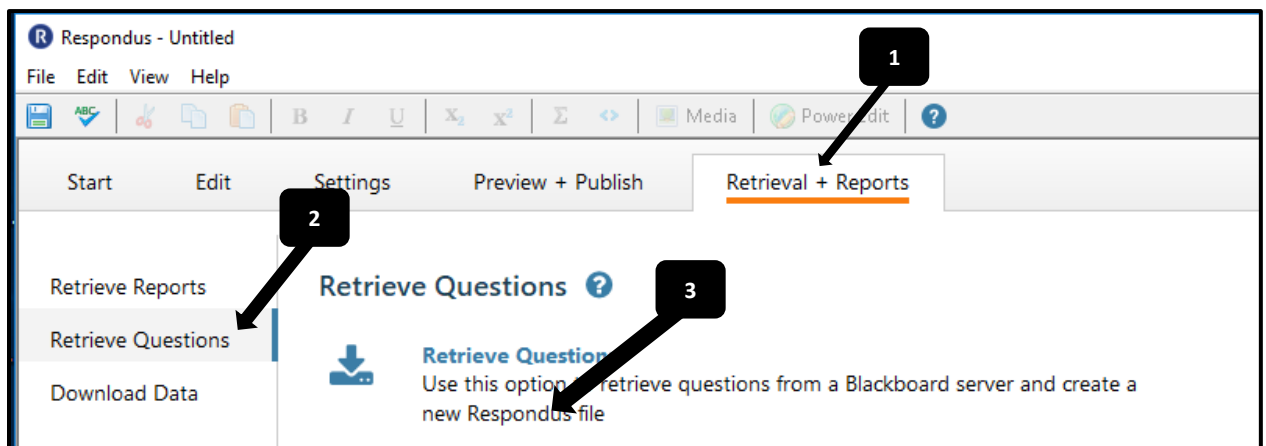 R Respondus - Untitled
1
File Edit View Help
ABC B I U X₂ X² Σ <> Media Power Edit ?
Start Edit Settings Preview + Publish Retrieval + Reports
2
Retrieve Reports
Retrieve Questions ?
3
Retrieve Questions
Retrieve Question
Use this option retrieve questions from a Blackboard server and create a
Download Data
new Respondus file